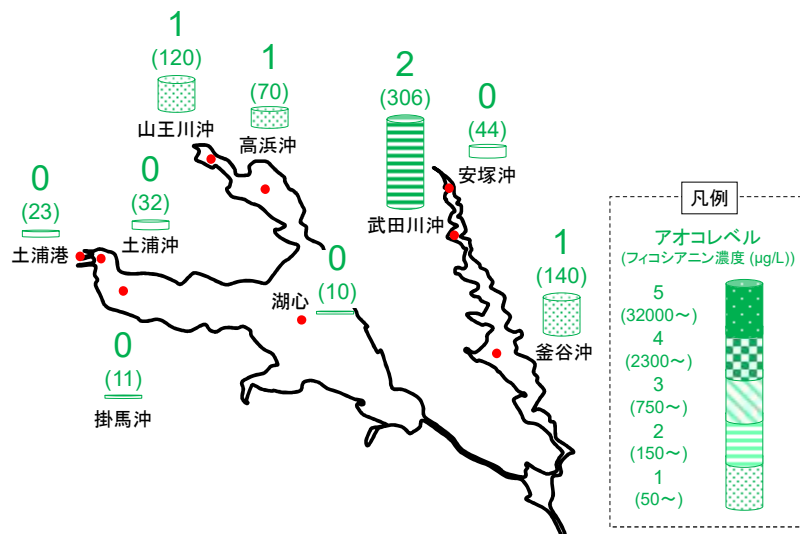 1
(120)
山王川沖
1
(70)
高浜沖
2
(306)
武田川沖
0
(44)
安塚沖
0
(23)
土浦港
0
(32)
土浦沖
0
(10)
湖心
1
(140)
釜谷沖
0
(11)
掛馬沖
凡例
アオコレベル
(フィコシアニン濃度 (μg/L))
5
(32000～)
4
(2300～)
3
(750～)
2
(150～)
1
(50～)